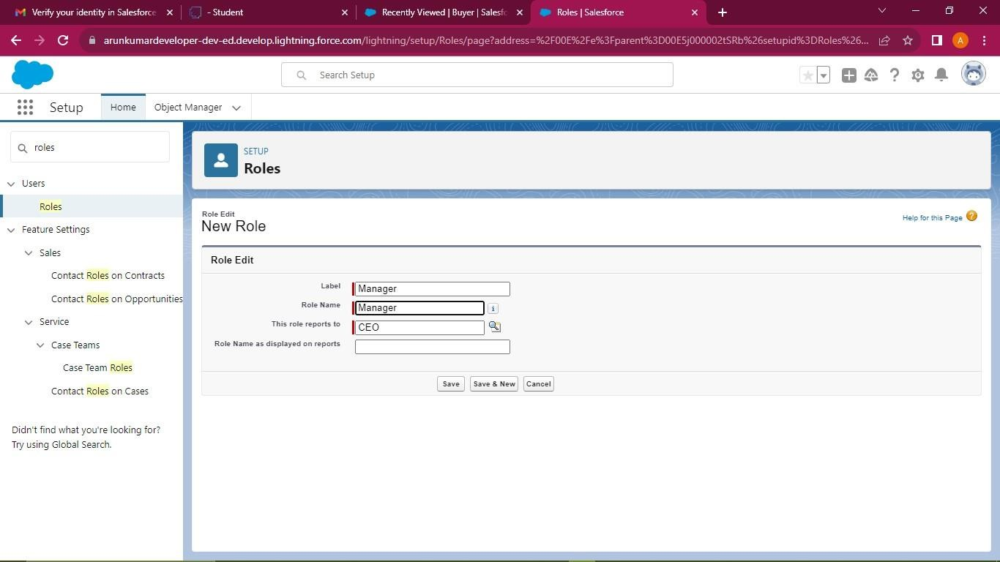 Verify your identity in Salesforce
- Student
Recently Viewed | Buyer | Salesfo
Roles | Salesforce
arunkumardeveloper-dev-ed.develop.lightning.force.com/lightning/setup/Roles/page?address=%2F00E%2Fe%3Fparent%3D00E5j000002tSRb%26setupid%3DRoles%26...
A
Search Setup
Setup
Home
Object Manager
roles
Users
Roles
Feature Settings
Sales
Contact Roles on Contracts
Contact Roles on Opportunities
Service
Case Teams
Case Team Roles
Contact Roles on Cases
Didn't find what you're looking for?
Try using Global Search.
SETUP
Roles
Role Edit
New Role
Help for this Page ?
Role Edit
Label Manager
Role Name Manager i
This role reports to CEO
Role Name as displayed on reports
Save Save & New Cancel